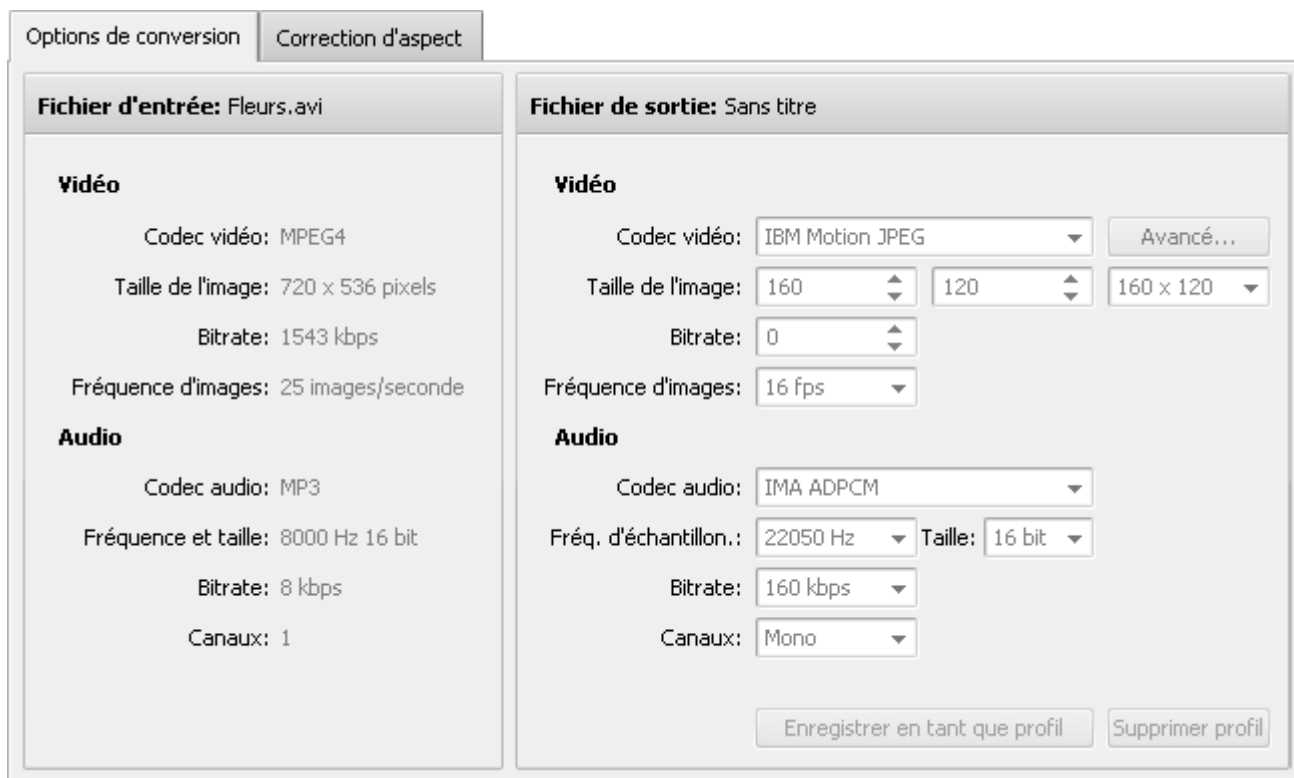 Options de conversion
Correction d'aspect
Fichier d'entrée: Fleurs.avi
Vidéo
Codec vidéo: MPEG4
Taille de l'image: 720 x 536 pixels
Bitrate: 1543 kbps
Fréquence d'images: 25 images/seconde
Audio
Codec audio: MP3
Fréquence et taille: 8000 Hz 16 bit
Bitrate: 8 kbps
Canaux: 1
Fichier de sortie: Sans titre
Vidéo
Codec vidéo: IBM Motion JPEG Avancé...
Taille de l'image: 160 120 160 x 120
Bitrate: 0
Fréquence d'images: 16 fps
Audio
Codec audio: IMA ADPCM
Fréq. d'échantillon.: 22050 Hz Taille: 16 bit
Bitrate: 160 kbps
Canaux: Mono
Enregistrer en tant que profil Supprimer profil